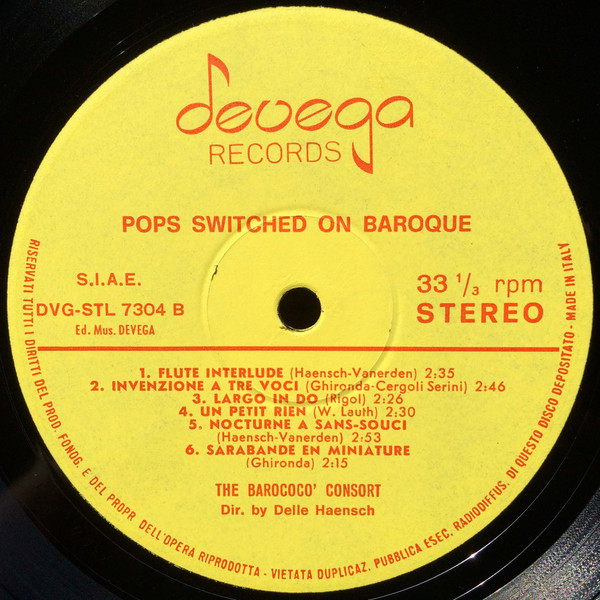 devega
RECORDS
POPS SWITCHED ON BAROQUE
S.I.A.E.
DVG-STL 7304 B
Ed. Mus. DEVEGA
33 1/3 rpm
STEREO
1. FLUTE INTERLUDE (Haensch-Vanerden) 2:35
2. INVENZIONE A TRE VOCI (Ghironda-Cergoli Serini) 2:46
3. LARGO IN DO (Rigol) 2:26
4. UN PETIT RIEN (W. Lauth) 2:30
5. NOCTURNE A SANS-SOUCI
(Haensch-Vanerden) 2:53
6. SARABANDE EN MINIATURE
(Ghironda) 2:15
THE BAROCOCO' CONSORT
Dir. by Delle Haensch
RISERVATI TUTTI I DIRITTI DEL PROD. FONOG. E DEL PROPR. DELL'OPERA RIPRODOTTA - VIETATA DUPLICAZ. PUBBLICA ESEC. RADIODIFFUS. DI QUESTO DISCO DEPOSITATO - MADE IN ITALY